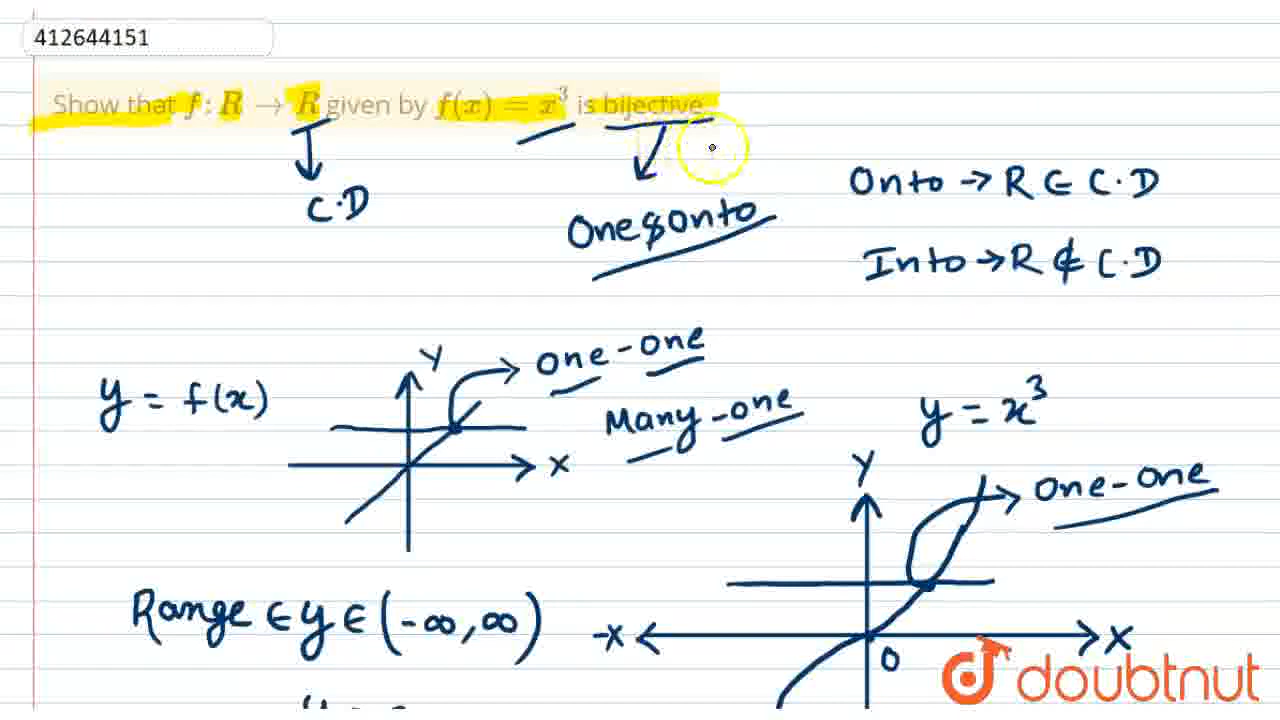 412644151
Show that f : R → R given by f(x) = x³ is bijective
C.D
One&onto
Onto → R ∈ C.D
Into → R ∉ C.D
y = f(x)
Y
X
One-one
Many-one
y = x³
Y
One-One
Range ∈ y ∈ (-∞,∞)
-X
O
X
doubtnut